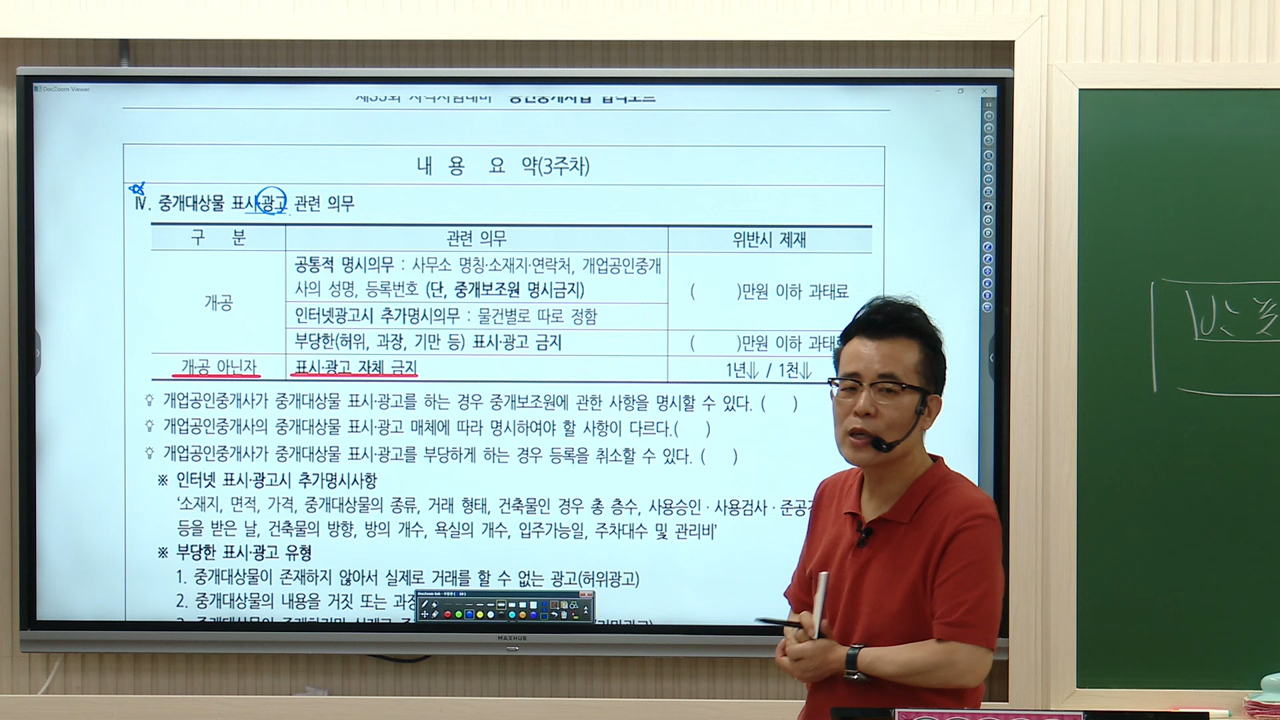 DocZoom Viewer
내 용 요 약(3주차)
Ⅳ. 중개대상물 표시·광고 관련 의무
구 분 관련 의무 위반시 제재
개공 공통적 명시의무 : 사무소 명칭·소재지·연락처, 개업공인중개
사의 성명, 등록번호 (단, 중개보조원 명시금지) ( )만원 이하 과태료
인터넷광고시 추가명시의무 : 물건별로 따로 정함
부당한(허위, 과장, 기만 등) 표시·광고 금지 ( )만원 이하
개공 아닌자 표시·광고 자체 금지 1년⇓ / 1천⇓
개업공인중개사가 중개대상물 표시·광고를 하는 경우 중개보조원에 관한 사항을 명시할 수 있다. ( )
개업공인중개사의 중개대상물 표시·광고 매체에 따라 명시하여야 할 사항이 다르다.( )
개업공인중개사가 중개대상물 표시·광고를 부당하게 하는 경우 등록을 취소할 수 있다. ( )
※ 인터넷 표시·광고시 추가명시사항
'소재지, 면적, 가격, 중개대상물의 종류, 거래 형태, 건축물인 경우 총 층수, 사용승인·사용검사·준공
등을 받은 날, 건축물의 방향, 방의 개수, 욕실의 개수, 입주가능일, 주차대수 및 관리비'
※ 부당한 표시·광고 유형
1. 중개대상물이 존재하지 않아서 실제로 거래를 할 수 없는 광고(허위광고)
2. 중개대상물의 내용을 거짓 또는
MAXHUB